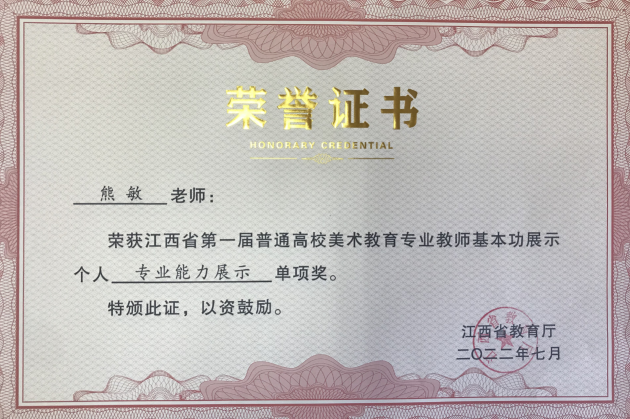 荣誉证书
HONORARY CREDENTIAL
熊敏 老师：
荣获江西省第一届普通高校美术教育专业教师基本功展示
个人专业能力展示单项奖。
特颁此证，以资鼓励。
江西省教育厅
二〇二二年七月